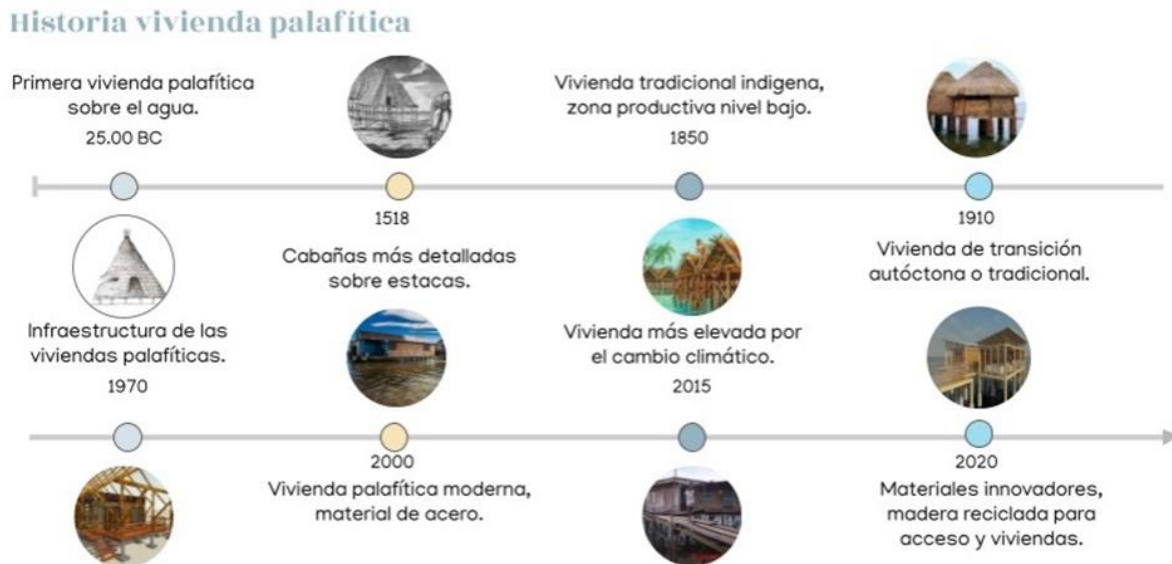 Historia vivienda palafítica
Primera vivienda palafítica
sobre el agua.
25.00 BC
1518
Cabañas más detalladas
sobre estacas.
Vivienda tradicional indigena,
zona productiva nivel bajo.
1850
1910
Vivienda de transición
autóctona o tradicional.
Infraestructura de las
viviendas palafíticas.
1970
2000
Vivienda palafítica moderna,
material de acero.
Vivienda más elevada por
el cambio climático.
2015
2020
Materiales innovadores,
madera reciclada para
acceso y viviendas.